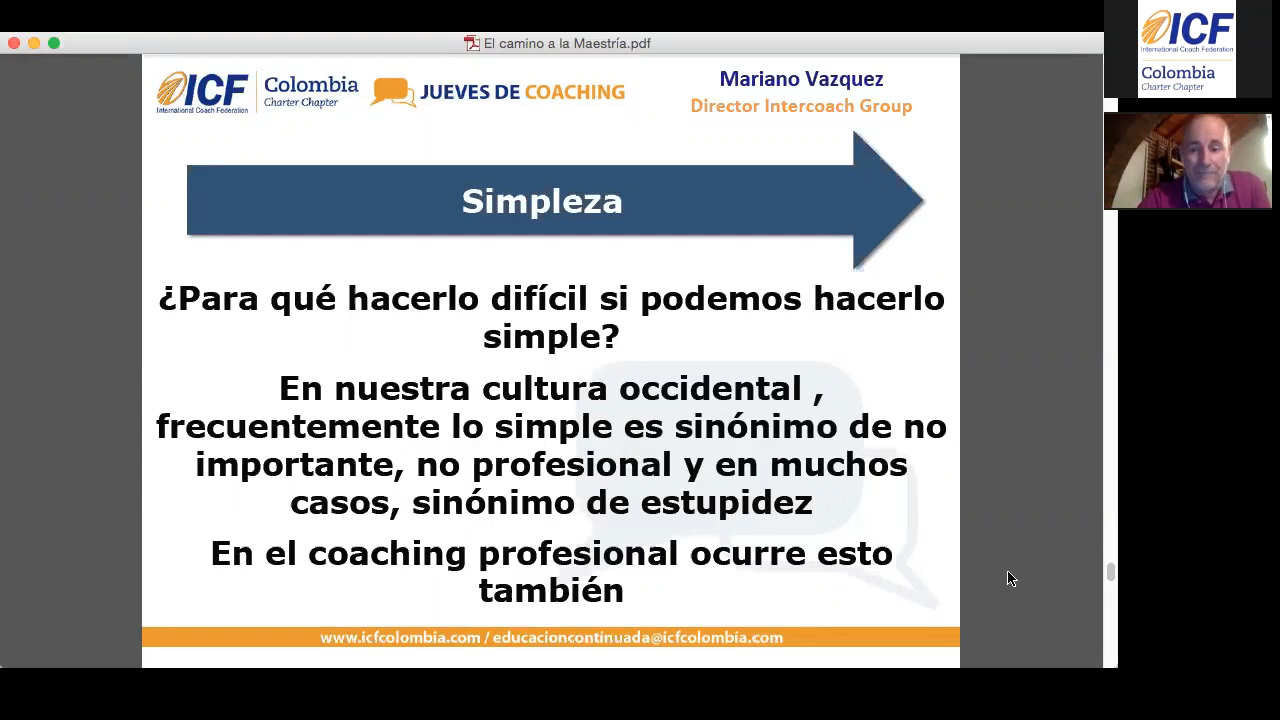 El camino a la Maestría.pdf
ICF
International Coach Federation
Colombia
Charter Chapter
JUEVES DE COACHING
Mariano Vazquez
Director Intercoach Group
Simpleza
¿Para qué hacerlo difícil si podemos hacerlo
simple?
En nuestra cultura occidental ,
frecuentemente lo simple es sinónimo de no
importante, no profesional y en muchos
casos, sinónimo de estupidez
En el coaching profesional ocurre esto
también
www.icfcolombia.com / educacioncontinuada@icfcolombia.com
ICF
International Coach Federation
Colombia
Charter Chapter